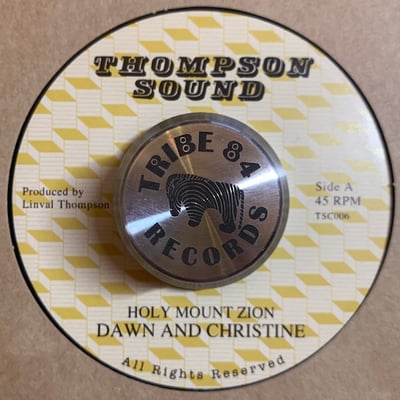 THOMPSON
SOUND
TRIBE 84
RECORDS
Produced by
Linval Thompson
Side A
45 RPM
TSC006
HOLY MOUNT ZION
DAWN AND CHRISTINE
All Rights Reserved